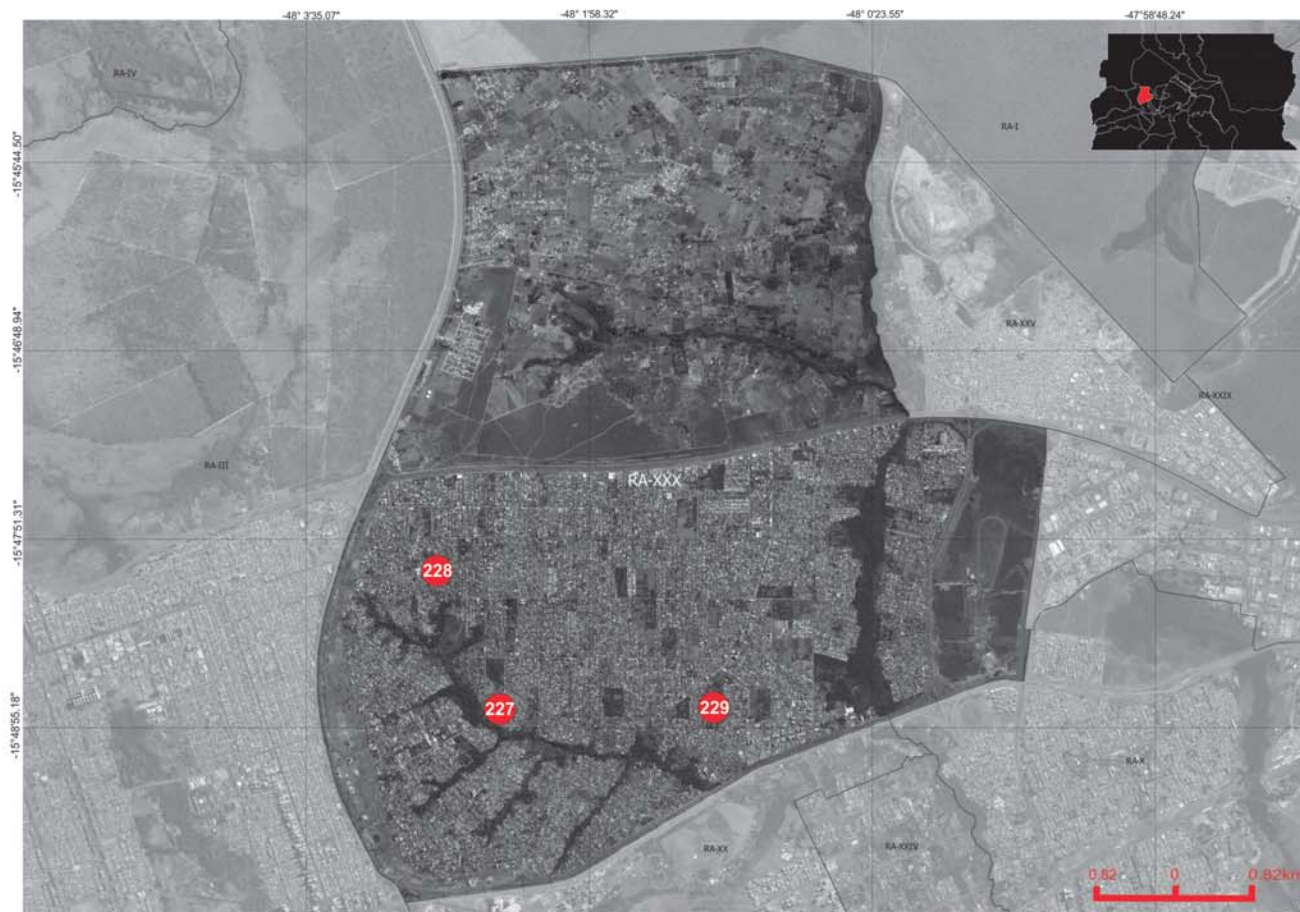 -48° 3'35.07"
-48° 1'58.32"
-48° 0'23.55"
-47°58'48.24"
RA-IV
RA-I
-15°45'44.50"
-15°46'48.94"
RA-XXV
RA-XXIX
RA-III
RA-XXX
-15°47'51.31"
228
227
229
-15°48'55.18"
RA-X
RA-XX
RA-XXIV
0.82
0
0.82km